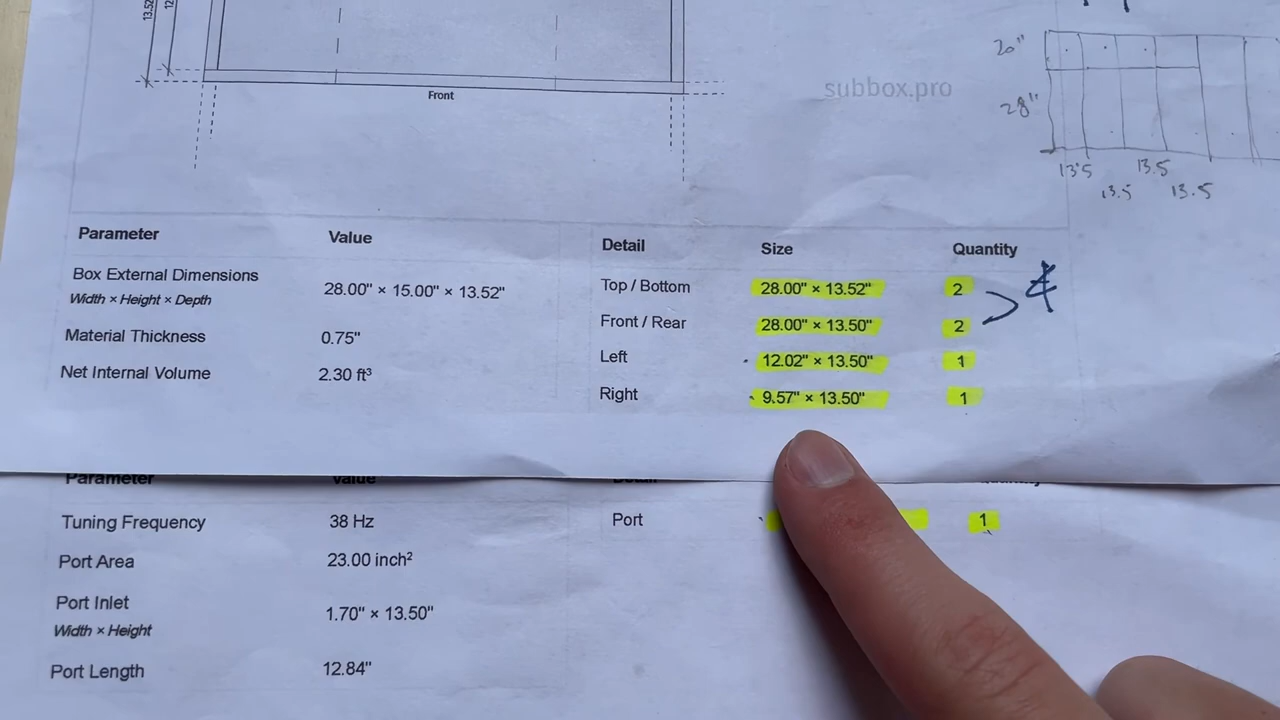 13.52
12
Front
subbox.pro
20"
28"
13.5
13.5
13.5
13.5
Parameter Value
Box External Dimensions 28.00" × 15.00" × 13.52"
Width × Height × Depth
Material Thickness 0.75"
Net Internal Volume 2.30 ft³
Detail Size Quantity
Top / Bottom 28.00" × 13.52" 2
Front / Rear 28.00" × 13.50" 2
Left 12.02" × 13.50" 1
Right 9.57" × 13.50" 1
4
Parameter Value
Tuning Frequency 38 Hz
Port Area 23.00 inch²
Port Inlet 1.70" × 13.50"
Width × Height
Port Length 12.84"
Port 1